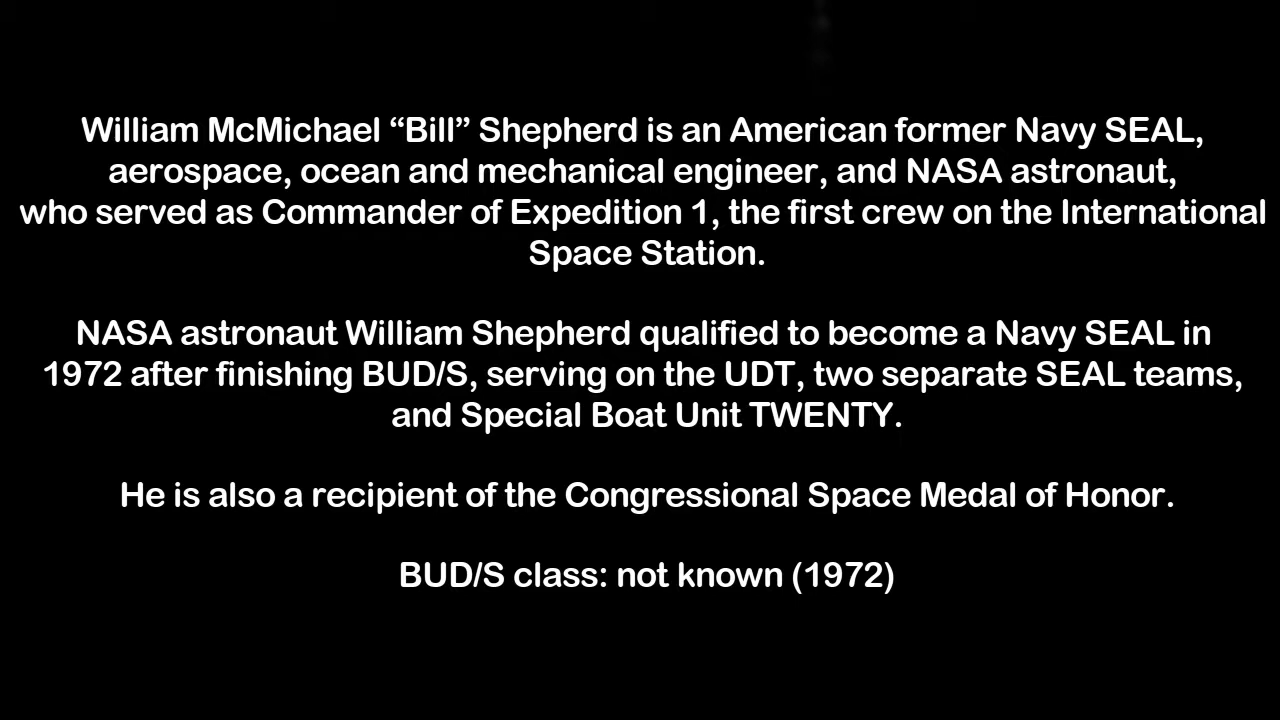 William McMichael “Bill” Shepherd is an American former Navy SEAL,
aerospace, ocean and mechanical engineer, and NASA astronaut,
who served as Commander of Expedition 1, the first crew on the International
Space Station.
NASA astronaut William Shepherd qualified to become a Navy SEAL in
1972 after finishing BUD/S, serving on the UDT, two separate SEAL teams,
and Special Boat Unit TWENTY.
He is also a recipient of the Congressional Space Medal of Honor.
BUD/S class: not known (1972)